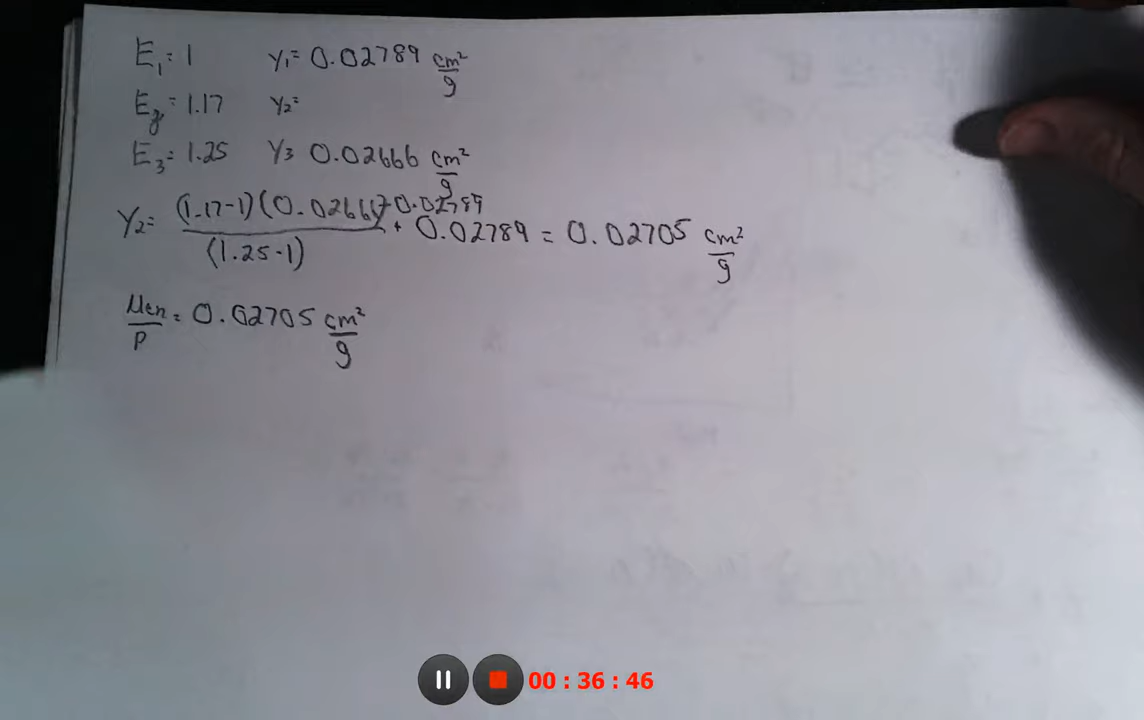 E₁ = 1 Y₁ = 0.02789 cm²/g
E₂ = 1.17 Y₂ =
E₃ = 1.25 Y₃ 0.02666 cm²/g
Y₂ = (1.17-1)(0.02666-0.02789)/(1.25-1) + 0.02789 = 0.02705 cm²/g
μen/ρ = 0.02705 cm²/g
00 : 36 : 46